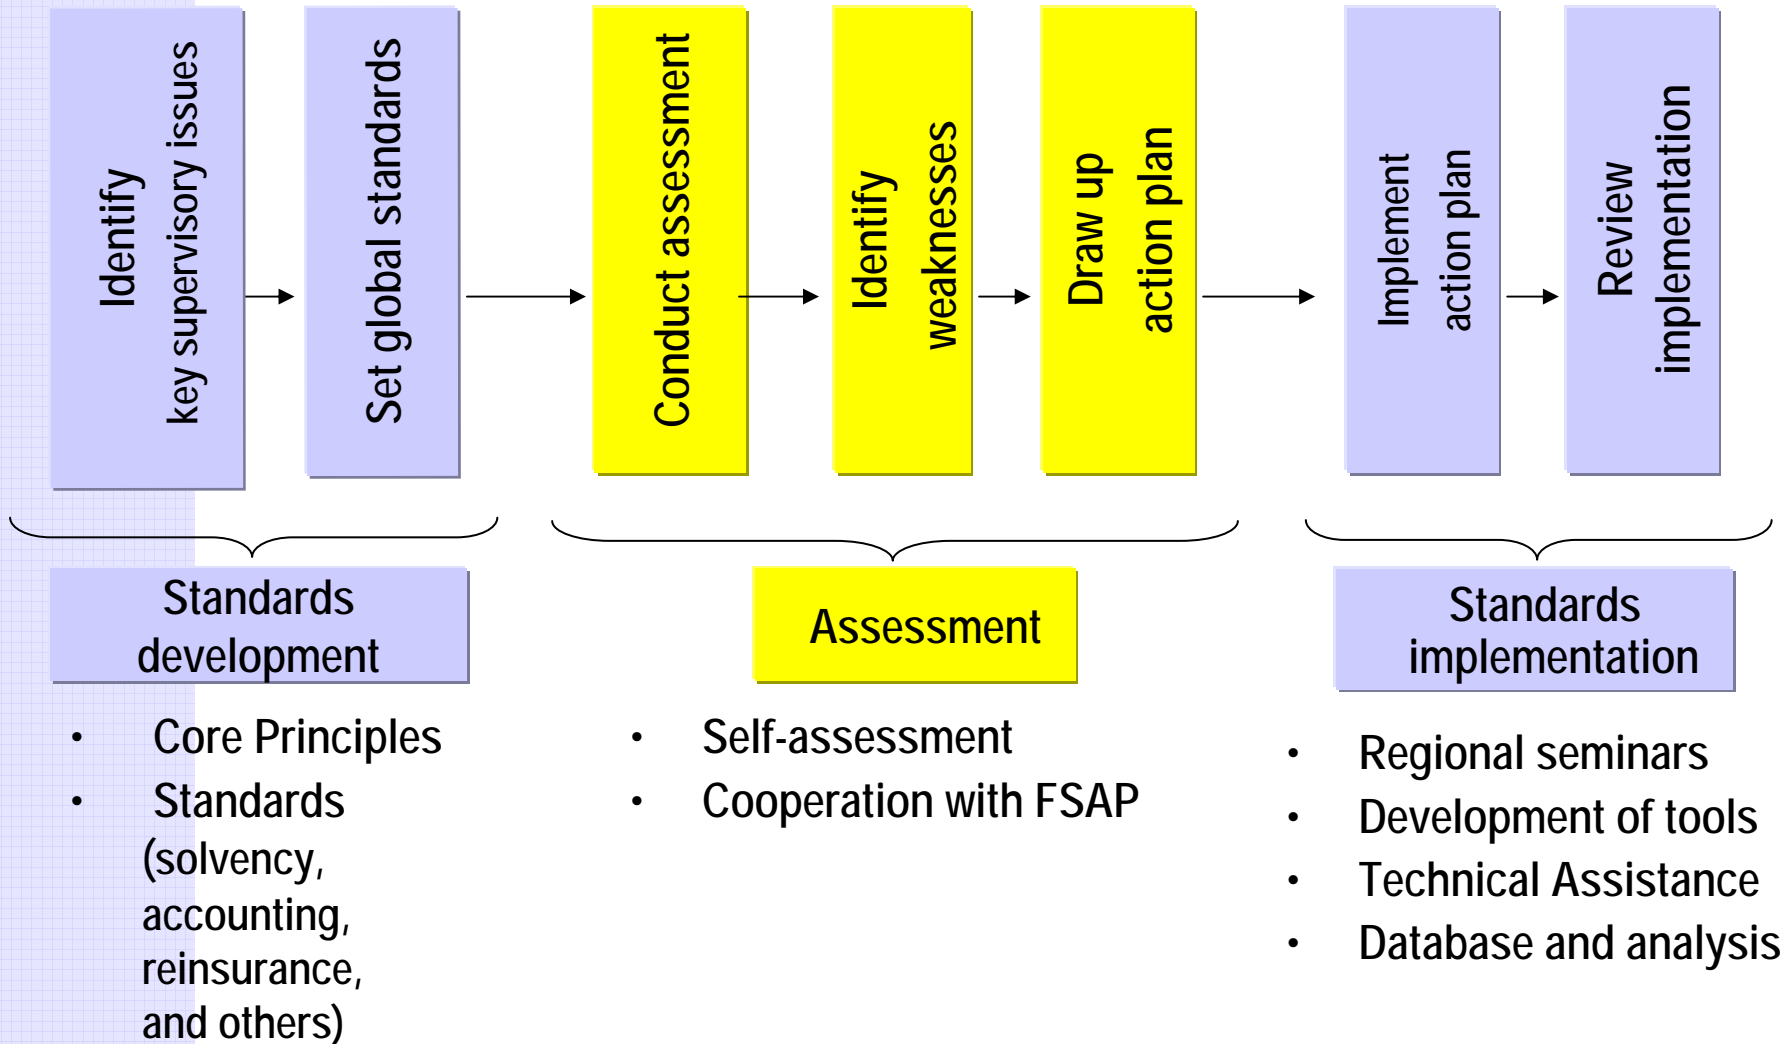 Identify
key supervisory issues
Set global standards
Conduct assessment
Identify
weaknesses
Draw up
action plan
Implement
action plan
Review
implementation
Standards
development
Assessment
Standards
implementation
• Core Principles
• Standards
(solvency,
accounting,
reinsurance,
and others)
• Self-assessment
• Cooperation with FSAP
• Regional seminars
• Development of tools
• Technical Assistance
• Database and analysis